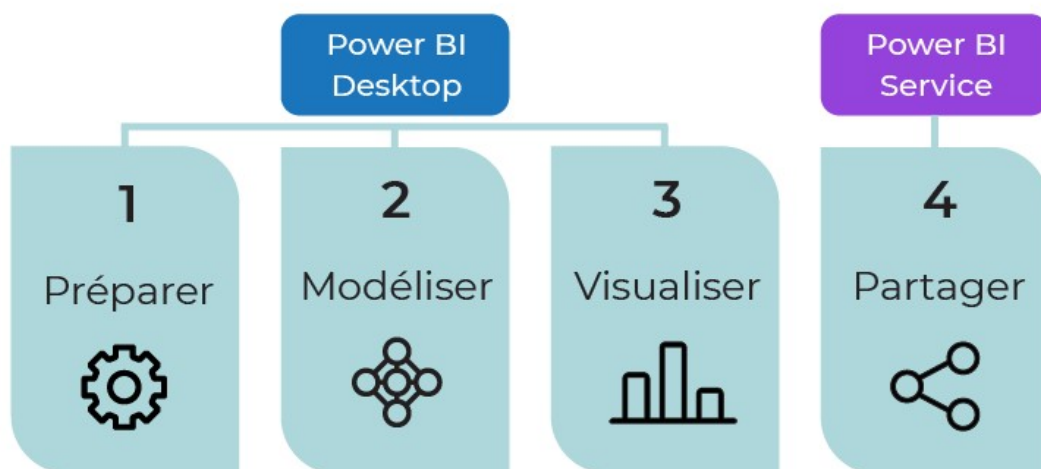 Power BI
Desktop
Power BI
Service
1
Préparer
2
Modéliser
3
Visualiser
4
Partager